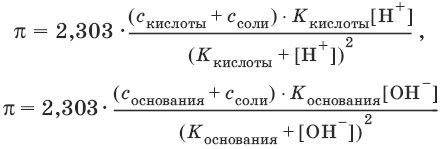 π = 2,303 · (c_кислоты + c_соли) · K_кислоты[H⁺] / (K_кислоты + [H⁺])² ,
π = 2,303 · (c_основания + c_соли) · K_основания[OH⁻] / (K_основания + [OH⁻])²